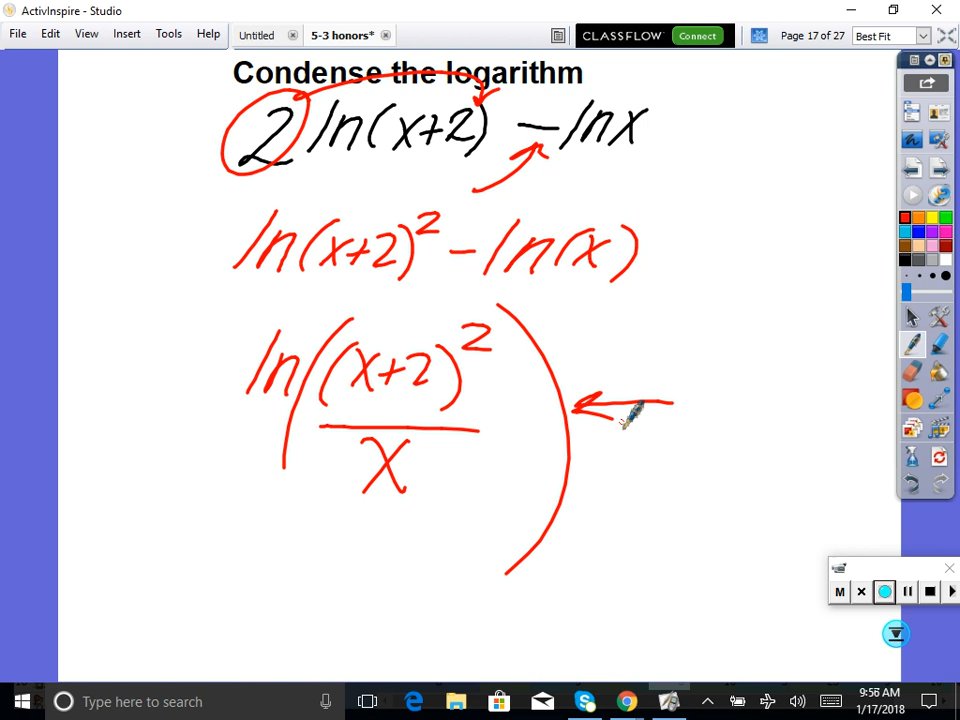 ActivInspire - Studio
File Edit View Insert Tools Help Untitled 5-3 honors* CLASSFLOW Connect Page 17 of 27 Best Fit
Condense the logarithm
2 ln(x+2) - lnx
ln(x+2)² - ln(x)
ln((x+2)²
x)
M
Type here to search
9:56 AM
1/17/2018